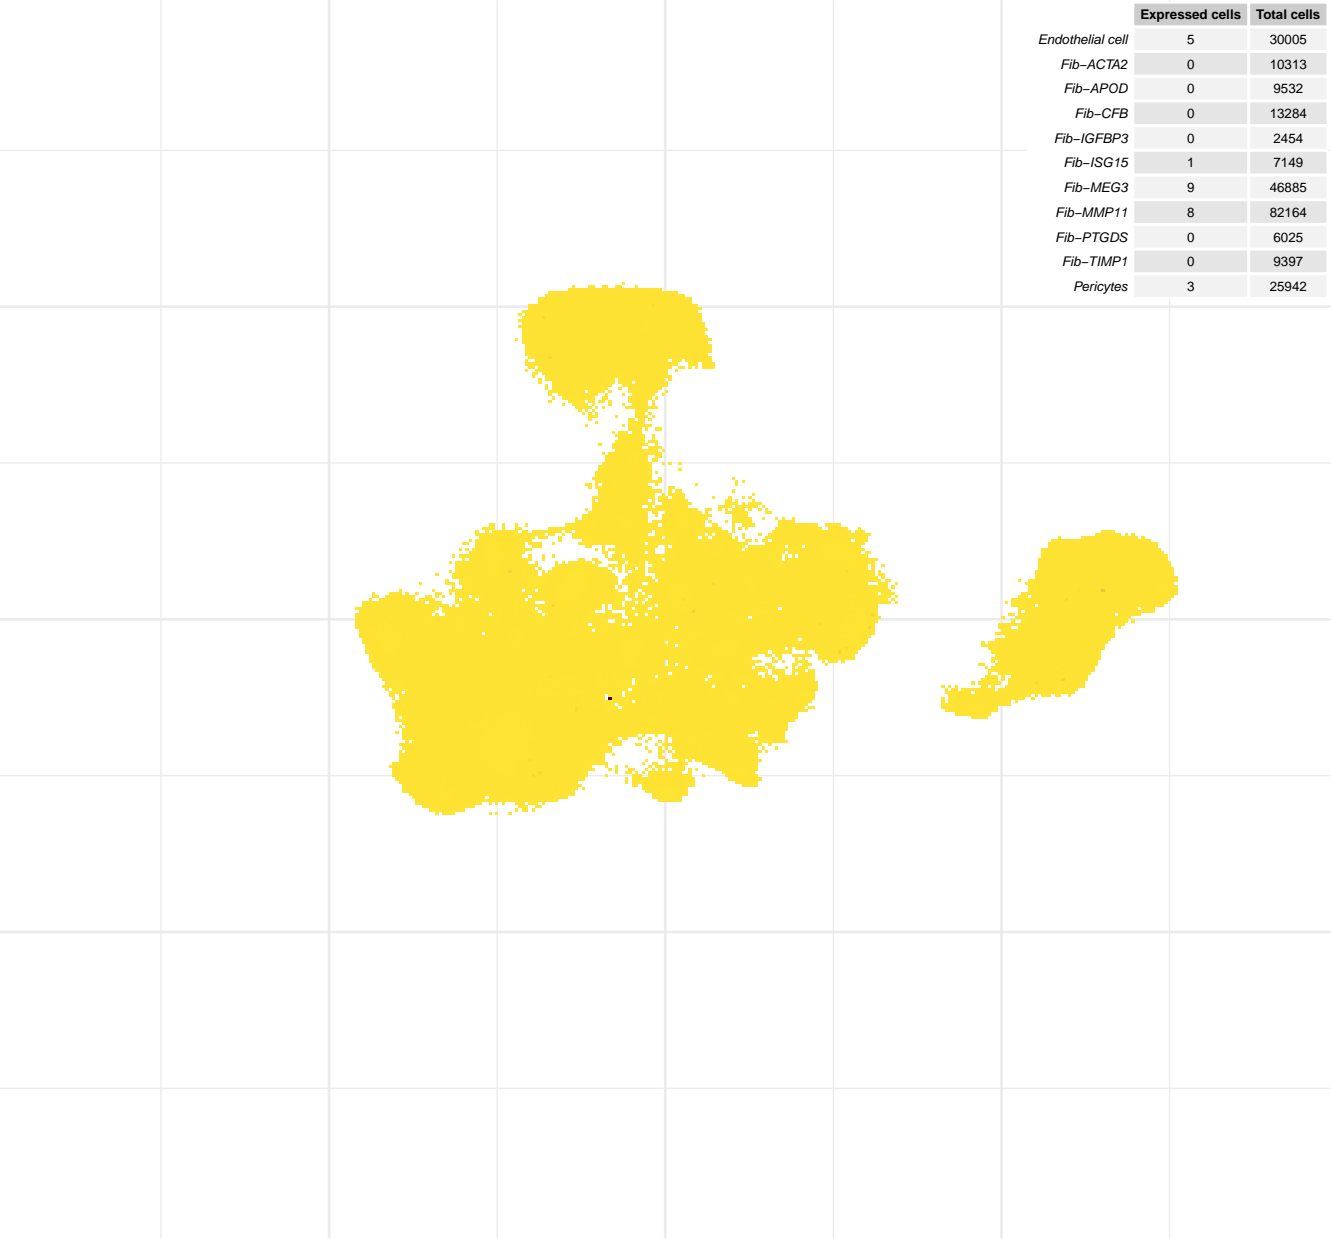 Expressed cells Total cells
Endothelial cell 5 30005
Fib−ACTA2 0 10313
Fib−APOD 0 9532
Fib−CFB 0 13284
Fib−IGFBP3 0 2454
Fib−ISG15 1 7149
Fib−MEG3 9 46885
Fib−MMP11 8 82164
Fib−PTGDS 0 6025
Fib−TIMP1 0 9397
Pericytes 3 25942